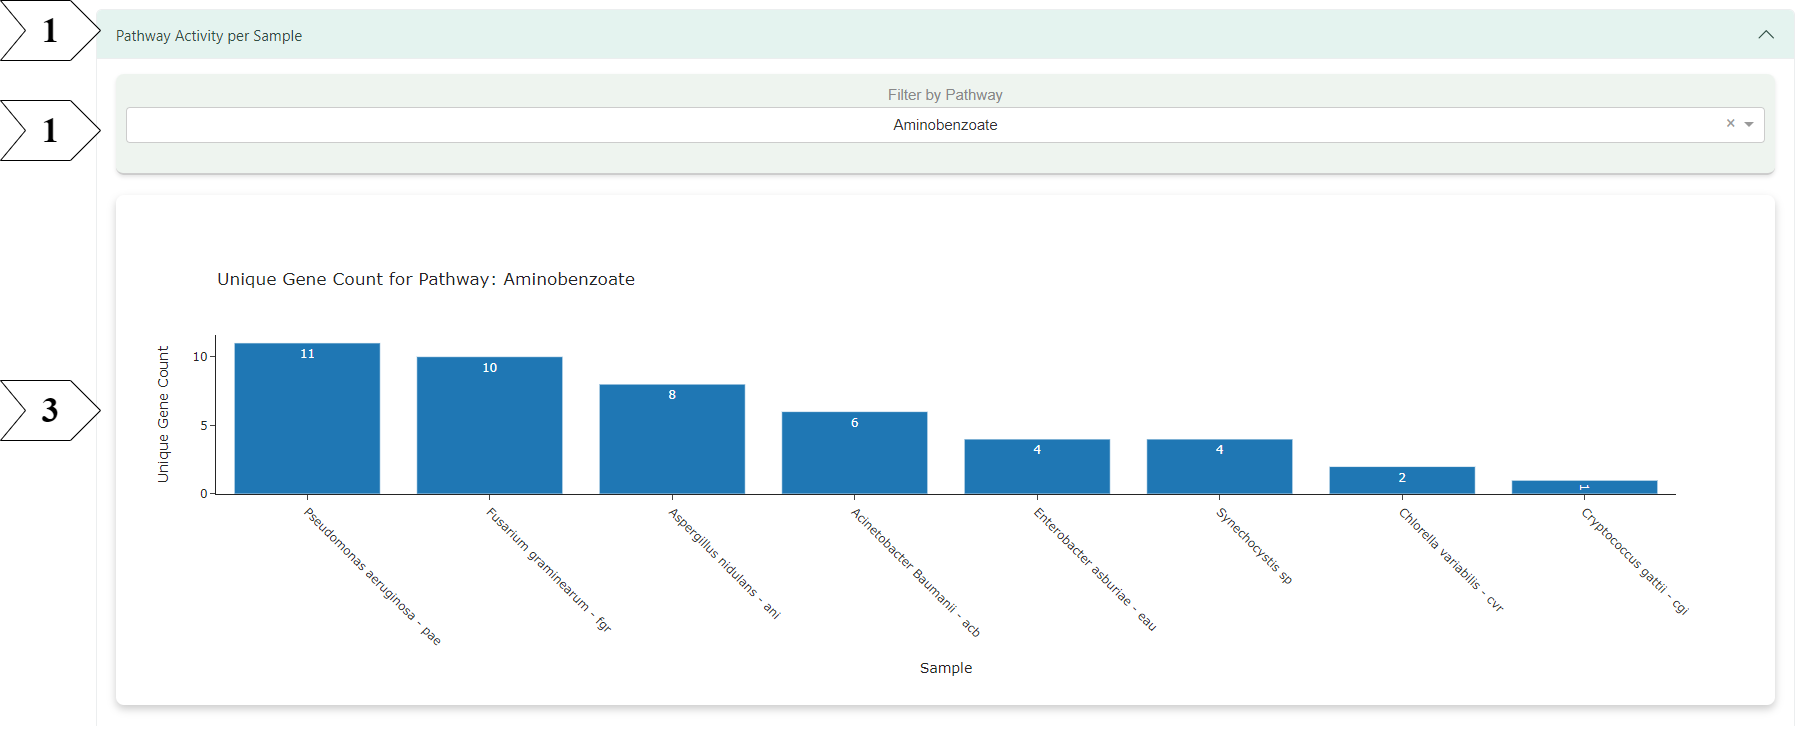 1
Pathway Activity per Sample
1
Filter by Pathway
Aminobenzoate
×
3
Unique Gene Count for Pathway: Aminobenzoate
Unique Gene Count
10
5
0
11
10
8
6
4
4
2
1
Pseudomonas aeruginosa - pae
Fusarium graminearum - fgr
Aspergillus nidulans - ani
Acinetobacter Baumanii - acb
Enterobacter asburiae - eau
Synechocystis sp
Chlorella variabilis - cvr
Cryptococcus gattii - cgi
Sample